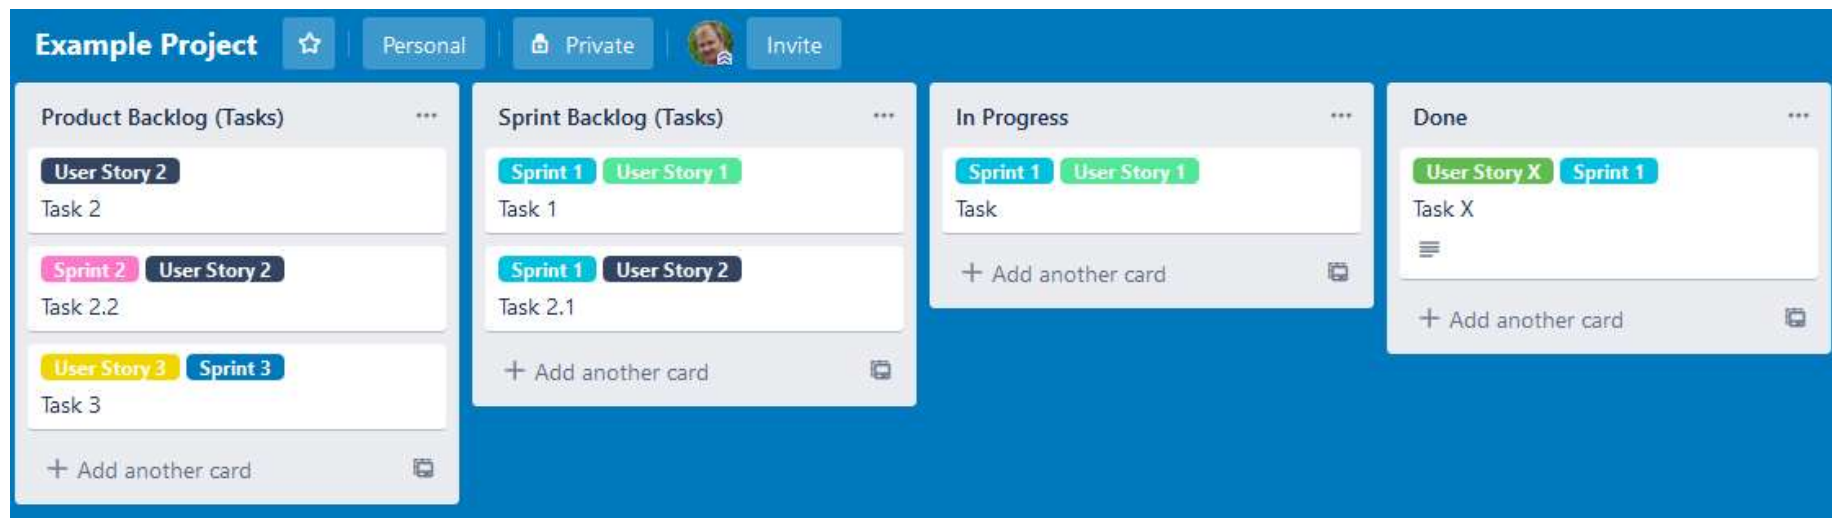 Example Project Personal Private Invite
Product Backlog (Tasks)
User Story 2
Task 2
Sprint 2 User Story 2
Task 2.2
User Story 3 Sprint 3
Task 3
+ Add another card
Sprint Backlog (Tasks)
Sprint 1 User Story 1
Task 1
Sprint 1 User Story 2
Task 2.1
+ Add another card
In Progress
Sprint 1 User Story 1
Task
+ Add another card
Done
User Story X Sprint 1
Task X
+ Add another card